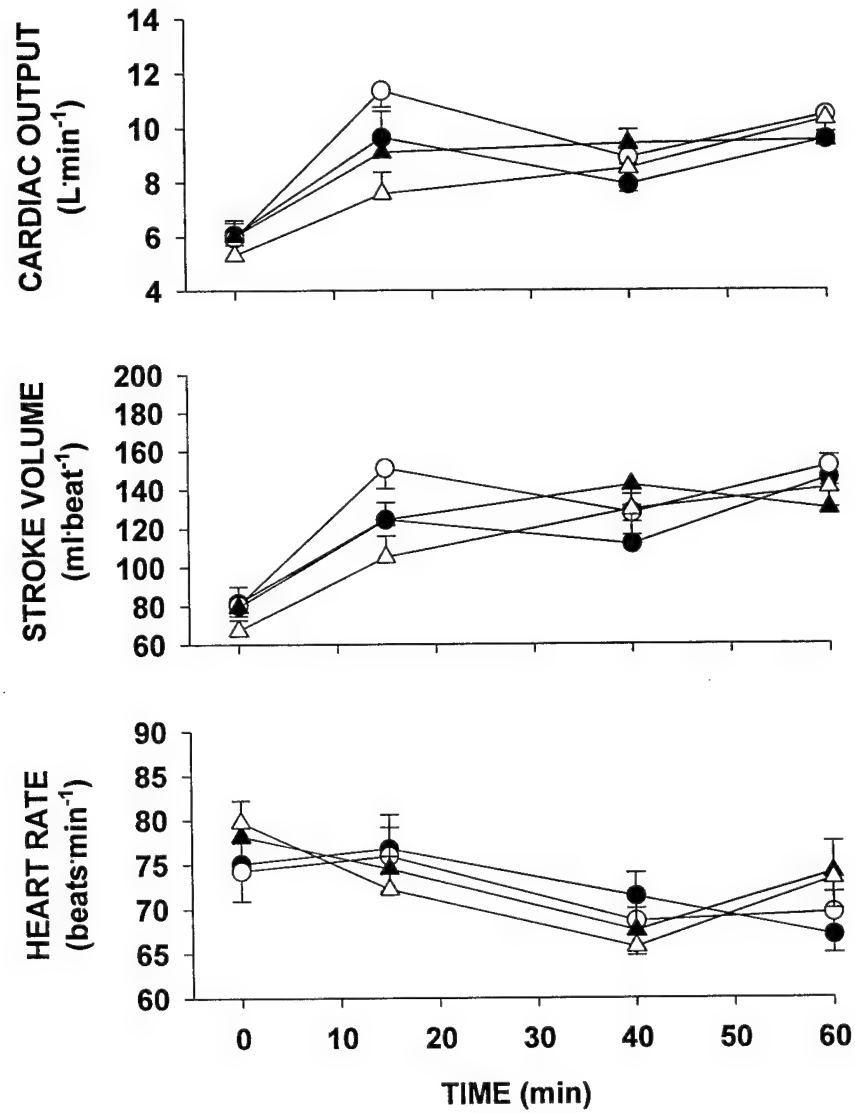 CARDIAC OUTPUT
(L·min⁻¹)
14
12
10
8
6
4
STROKE VOLUME
(ml·beat⁻¹)
200
180
160
140
120
100
80
60
HEART RATE
(beats·min⁻¹)
90
85
80
75
70
65
60
0 10 20 30 40 50 60
TIME (min)